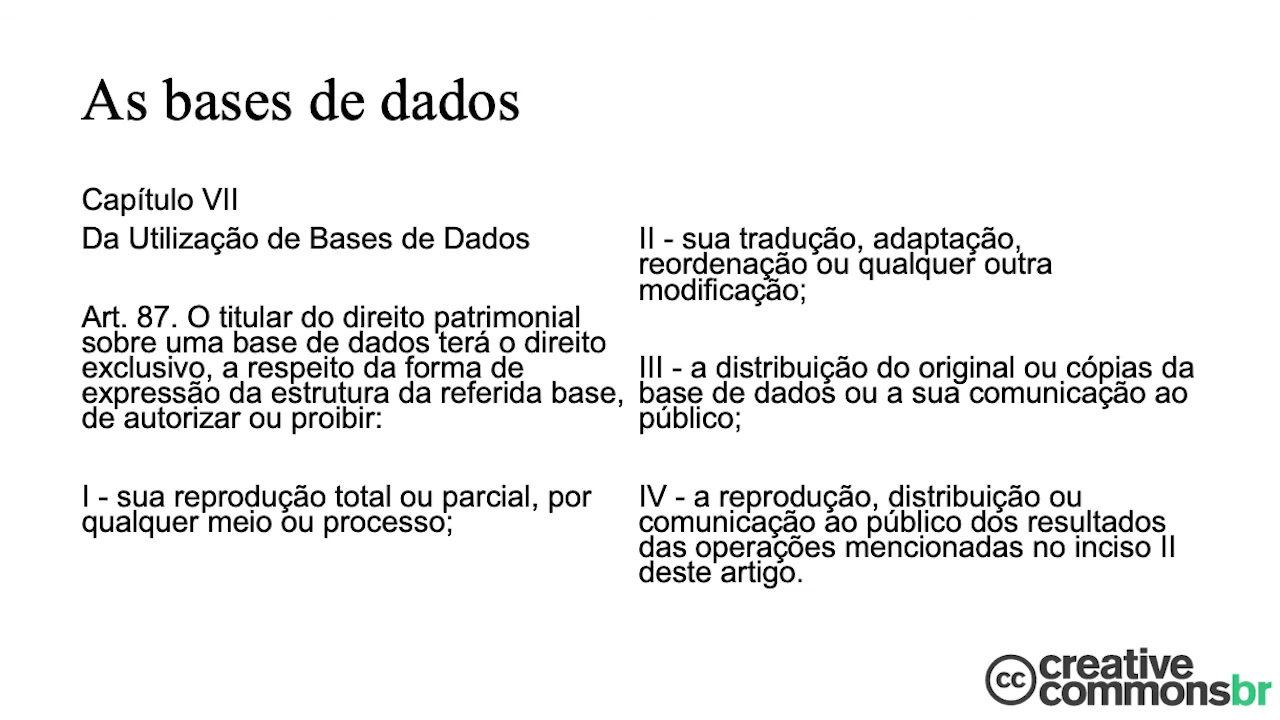 As bases de dados
Capítulo VII
Da Utilização de Bases de Dados
Art. 87. O titular do direito patrimonial
sobre uma base de dados terá o direito
exclusivo, a respeito da forma de
expressão da estrutura da referida base,
de autorizar ou proibir:
I - sua reprodução total ou parcial, por
qualquer meio ou processo;
II - sua tradução, adaptação,
reordenação ou qualquer outra
modificação;
III - a distribuição do original ou cópias da
base de dados ou a sua comunicação ao
público;
IV - a reprodução, distribuição ou
comunicação ao público dos resultados
das operações mencionadas no inciso II
deste artigo.
cc creative
commonsbr